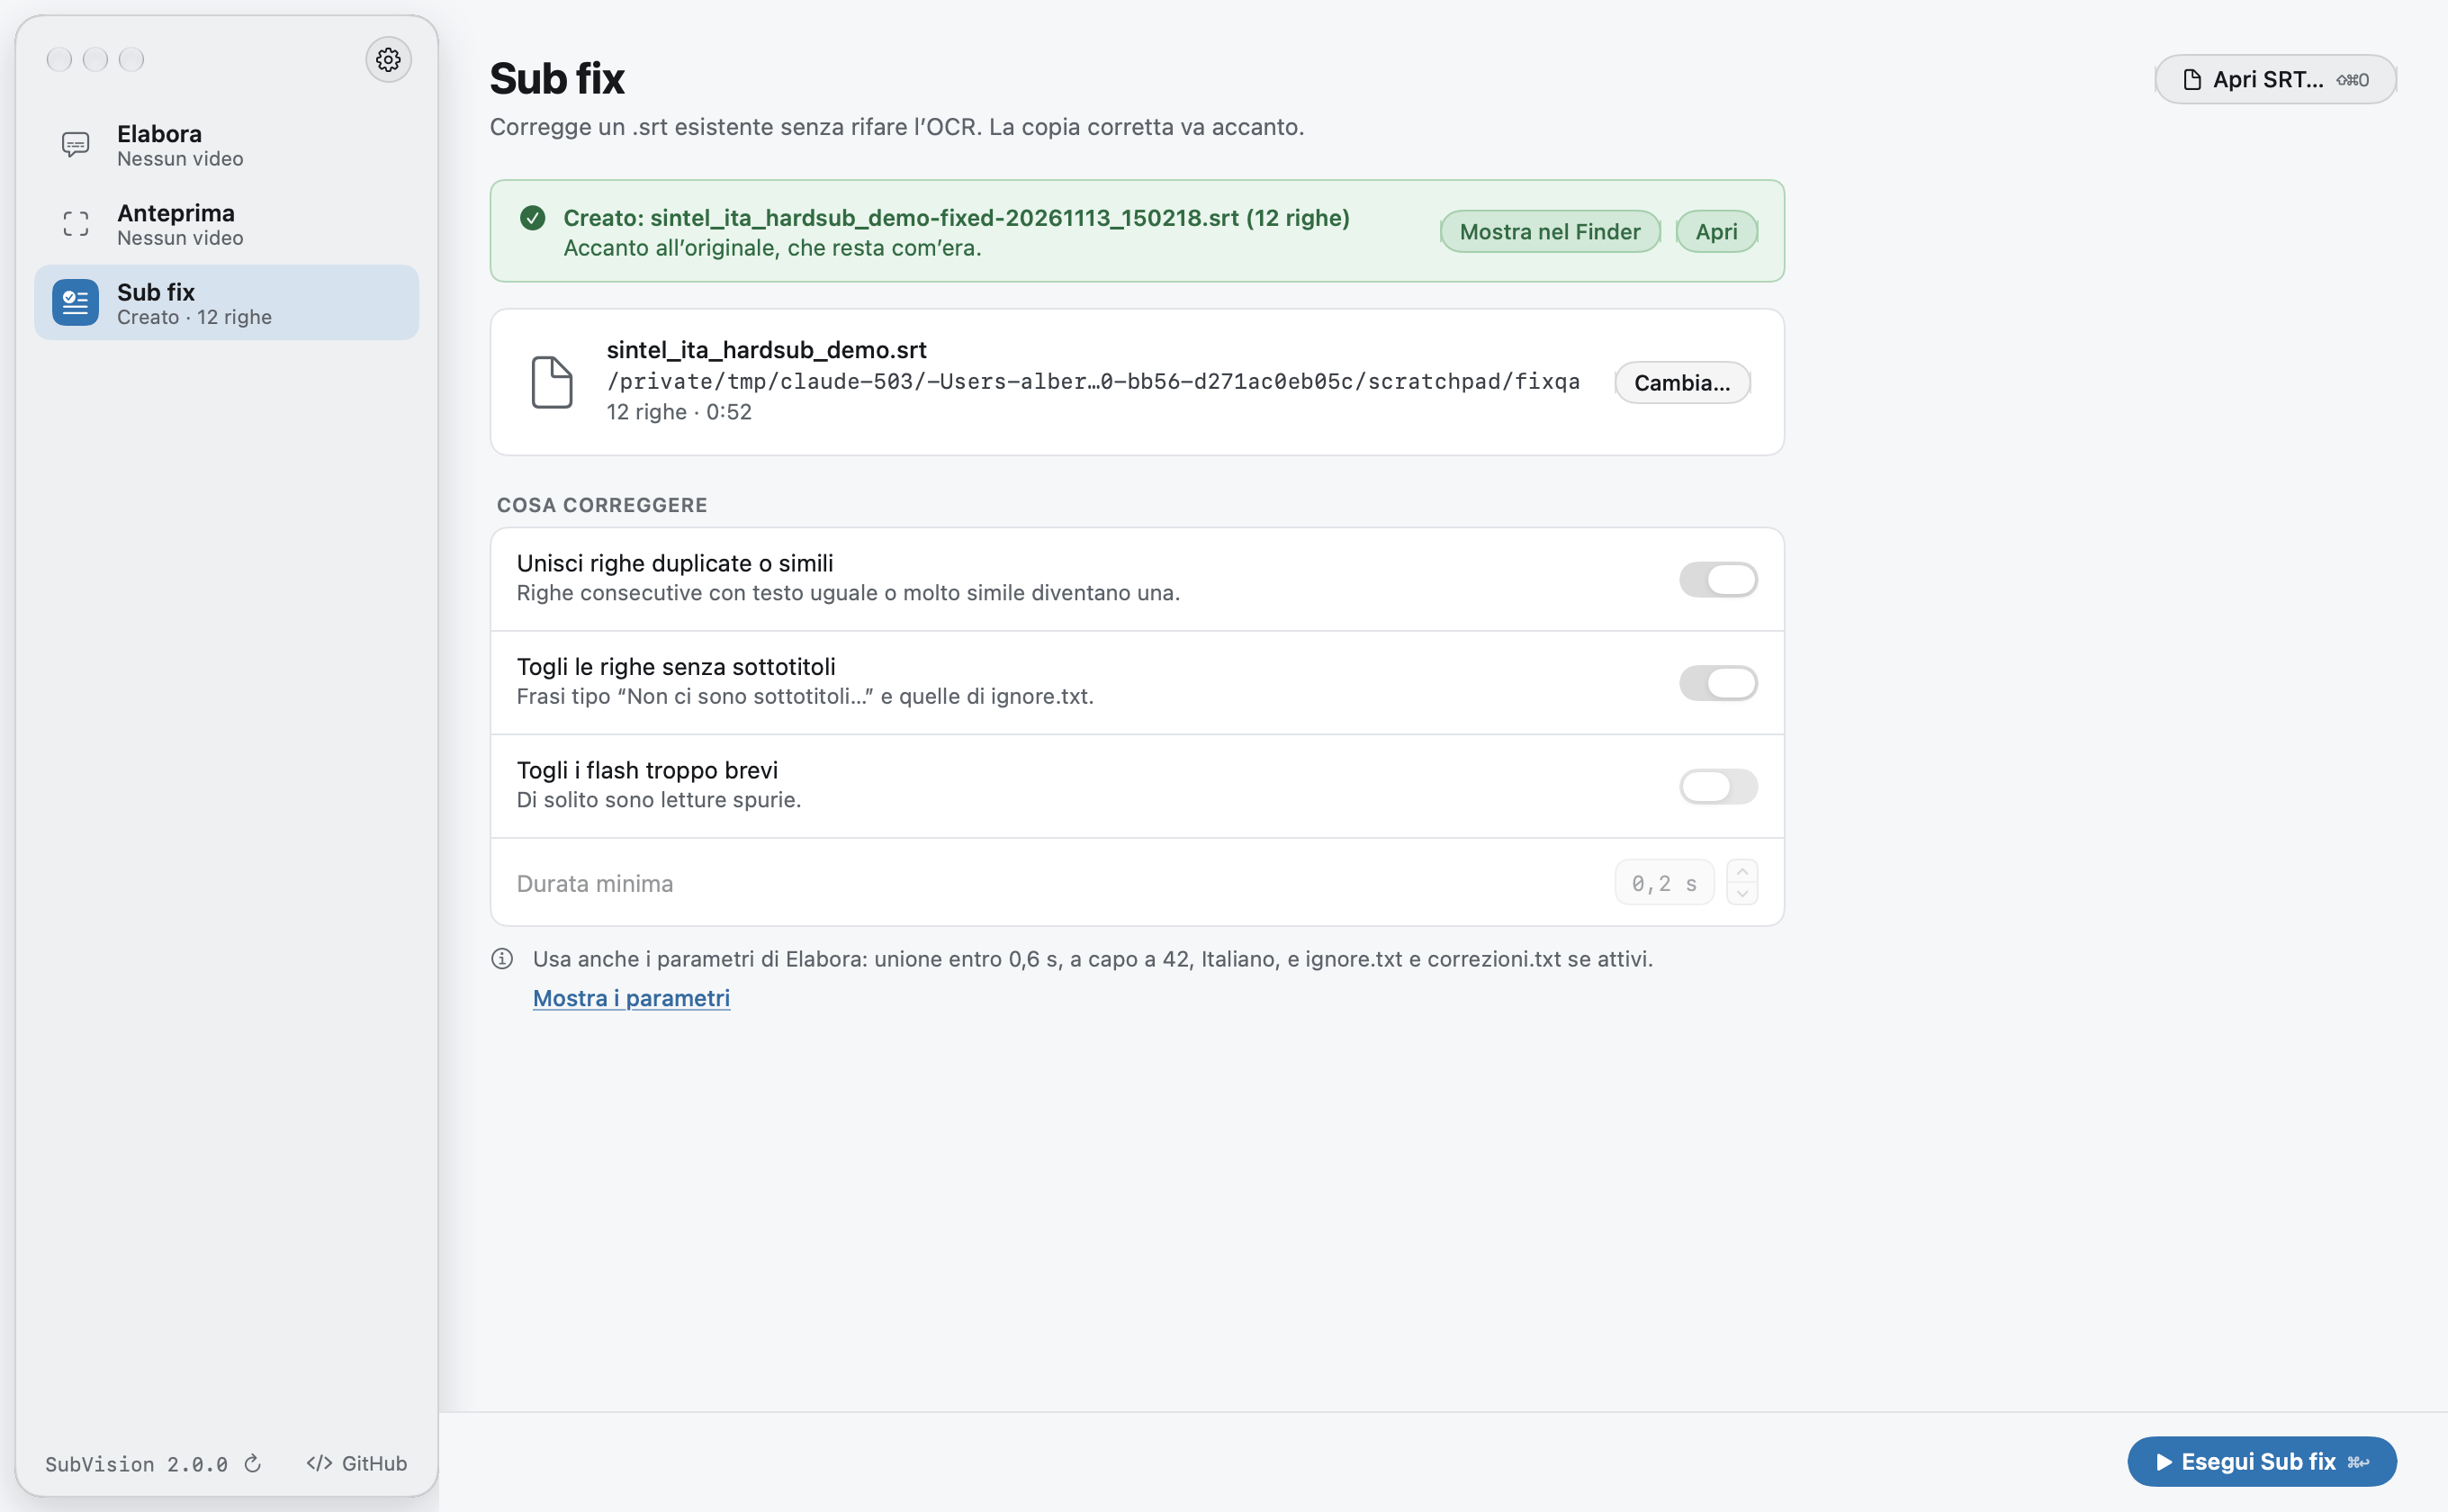 Elabora
Nessun video
Anteprima
Nessun video
Sub fix
Creato · 12 righe
SubVision 2.0.0
</> GitHub
Sub fix
Corregge un .srt esistente senza rifare l’OCR. La copia corretta va accanto.
Apri SRT… ⇧⌘O
Creato: sintel_ita_hardsub_demo-fixed-20261113_150218.srt (12 righe)
Accanto all’originale, che resta com’era.
Mostra nel Finder
Apri
sintel_ita_hardsub_demo.srt
/private/tmp/claude-503/-Users-alber…0-bb56-d271ac0eb05c/scratchpad/fixqa
12 righe · 0:52
Cambia…
COSA CORREGGERE
Unisci righe duplicate o simili
Righe consecutive con testo uguale o molto simile diventano una.
Togli le righe senza sottotitoli
Frasi tipo “Non ci sono sottotitoli…” e quelle di ignore.txt.
Togli i flash troppo brevi
Di solito sono letture spurie.
Durata minima
0,2 s
Usa anche i parametri di Elabora: unione entro 0,6 s, a capo a 42, Italiano, e ignore.txt e correzioni.txt se attivi.
Mostra i parametri
Esegui Sub fix ⌘↩